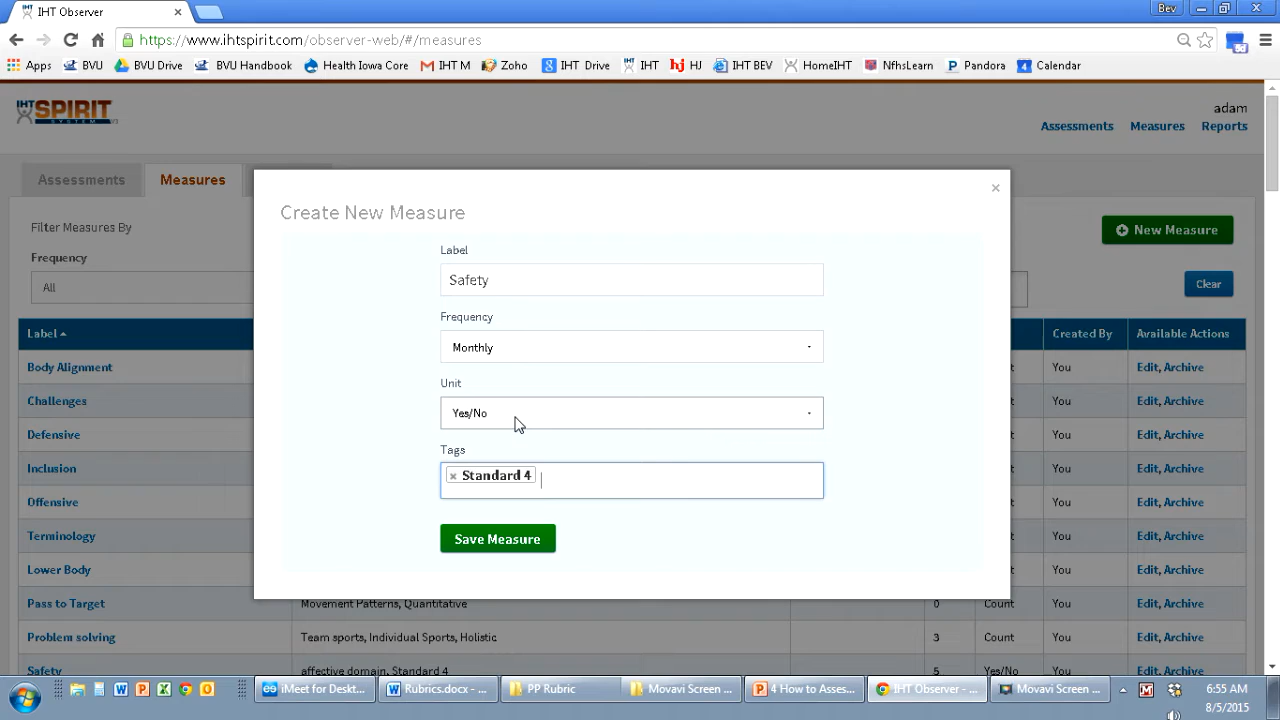 IHT Observer
Bev
https://www.ihtspirit.com/observer-web/#/measures
Apps BVU BVU Drive BVU Handbook Health Iowa Core IHT M Zoho IHT Drive IHT HJ IHT BEV HomeIHT NfhsLearn Pandora Calendar
IHT SPIRIT
SYSTEM
adam
Assessments Measures Reports
Assessments Measures
Filter Measures By
New Measure
Frequency
All
Clear
Label Created By Available Actions
Body Alignment You Edit, Archive
Challenges You Edit, Archive
Defensive You Edit, Archive
Inclusion You Edit, Archive
Offensive You Edit, Archive
Terminology You Edit, Archive
Lower Body You Edit, Archive
Pass to Target Movement Patterns, Quantitative 0 Count You Edit, Archive
Problem solving Team sports, Individual Sports, Holistic 3 Count You Edit, Archive
Safety affective domain, Standard 4 5 Yes/No You Edit, Archive
×
Create New Measure
Label
Safety
Frequency
Monthly
Unit
Yes/No
Tags
× Standard 4
Save Measure
iMeet for Deskt... Rubrics.docx - ... PP Rubric Movavi Screen ... 4 How to Asses... IHT Observer - ... Movavi Screen ...
6:55 AM
8/5/2015